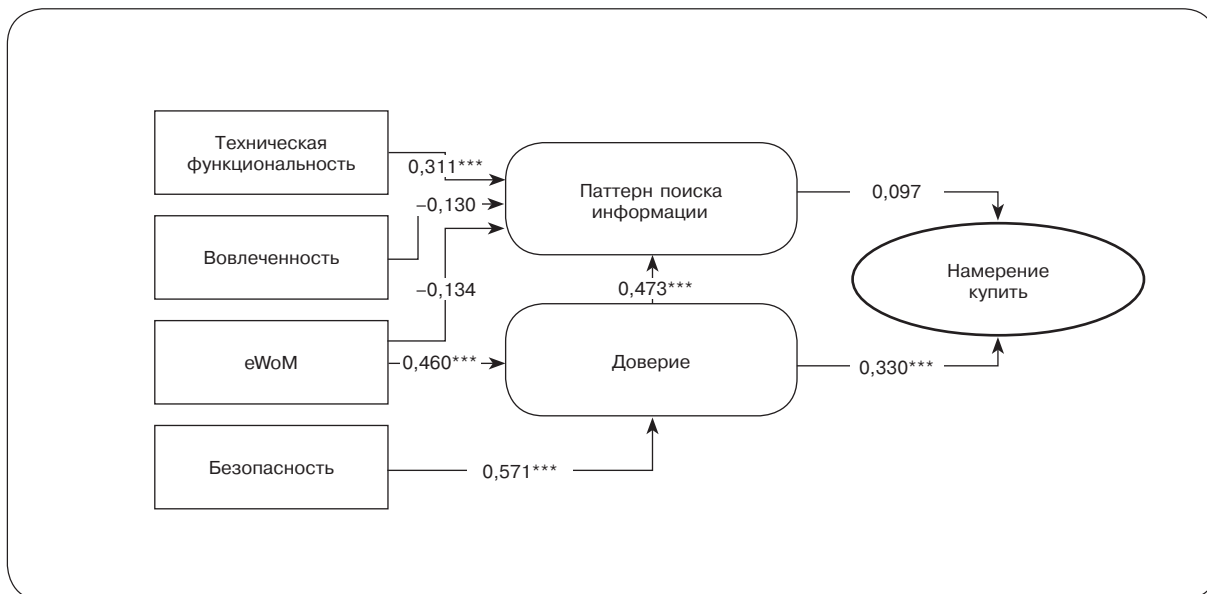 Техническая
функциональность
0,311***
Паттерн поиска
информации
0,097
Вовлеченность
–0,130
Намерение
купить
–0,134
0,473***
eWoM
0,460***
Доверие
0,330***
Безопасность
0,571***